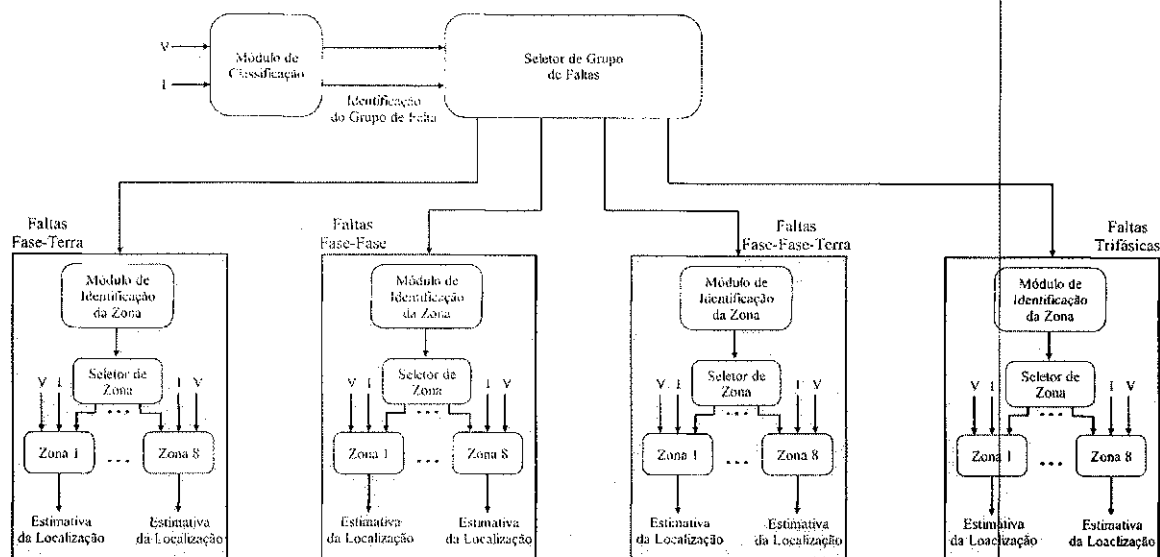 V
I
Módulo de
Classificação
Identificação
do Grupo de Falta
Seletor de Grupo
de Faltas
Faltas
Fase-Terra
Módulo de
Identificação
da Zona
Seletor de
Zona
V I
I V
...
Zona 1
...
Zona 8
Estimativa
da Localização
Estimativa
da Localização
Faltas
Fase-Fase
Módulo de
Identificação
da Zona
Seletor de
Zona
V I
I V
...
Zona 1
...
Zona 8
Estimativa
da Localização
Estimativa
da Localização
Faltas
Fase-Fase-Terra
Módulo de
Identificação
da Zona
Seletor de
Zona
V I
I V
...
Zona 1
...
Zona 8
Estimativa
da Localização
Estimativa
da Localização
Faltas
Trifásicas
Módulo de
Identificação
da Zona
Seletor de
Zona
V I
I V
...
Zona 1
...
Zona 8
Estimativa
da Loaclização
Estimativa
da Loaclização